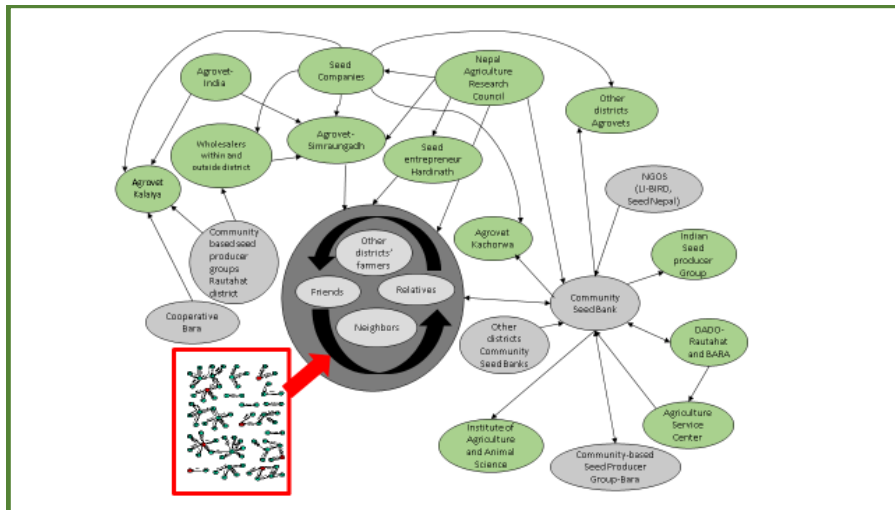 Agrovet-
India
Seed
Companies
Nepal
Agriculture
Research
Council
Other
districts
Agrovets
Wholesalers
within and
outside district
Agrovet-
Simraungadh
Seed
entrepreneur
Hardinath
Agrovet
Kalaiya
NGOS
(LI-BIRD,
Seed Nepal)
Community
based seed
producer
groups
Rautahat
district
Other
districts'
farmers
Agrovet
Kachorwa
Indian
Seed
producer
Group
Friends
Relatives
Community
Seed Bank
Cooperative
Bara
Neighbors
Other
districts
Community
Seed Banks
DADO-
Rautahat
and BARA
Institute of
Agriculture
and Animal
Science
Agriculture
Service
Center
Community-based
Seed Producer
Group-Bara